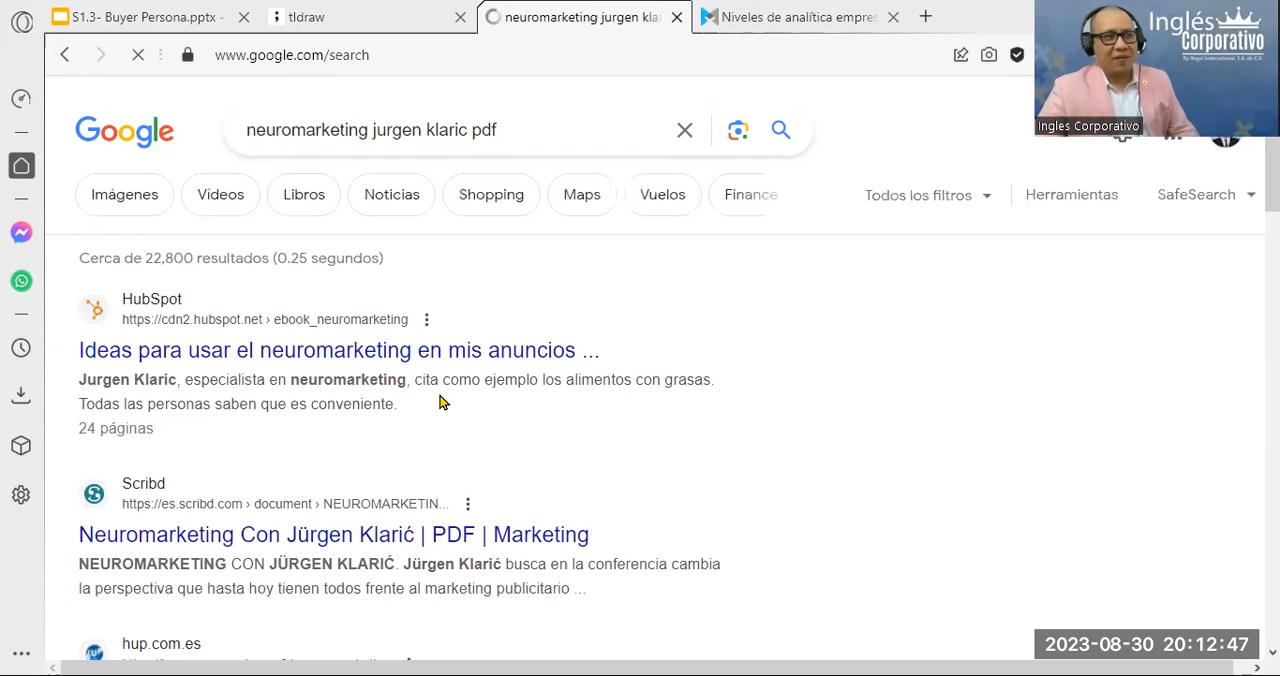 S1.3- Buyer Persona.pptx -
tldraw
neuromarketing jurgen kla
Niveles de analítica empre
www.google.com/search
Inglés
Corporativo
By Regal International, S.A. de C.V.
Ingles Corporativo
Google
neuromarketing jurgen klaric pdf
Imágenes
Vídeos
Libros
Noticias
Shopping
Maps
Vuelos
Finance
Todos los filtros
Herramientas
SafeSearch
Cerca de 22,800 resultados (0.25 segundos)
HubSpot
https://cdn2.hubspot.net › ebook_neuromarketing
Ideas para usar el neuromarketing en mis anuncios ...
Jurgen Klaric, especialista en neuromarketing, cita como ejemplo los alimentos con grasas.
Todas las personas saben que es conveniente.
24 páginas
Scribd
https://es.scribd.com › document › NEUROMARKETIN...
Neuromarketing Con Jürgen Klarić | PDF | Marketing
NEUROMARKETING CON JÜRGEN KLARIĆ. Jürgen Klarić busca en la conferencia cambia
la perspectiva que hasta hoy tienen todos frente al marketing publicitario ...
hup.com.es
2023-08-30 20:12:47